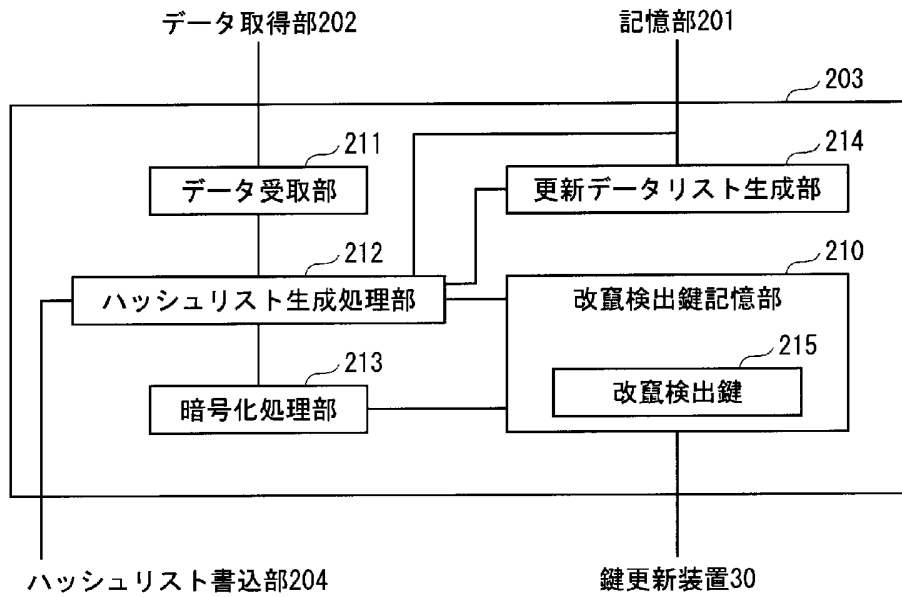 データ取得部202
記憶部201
203
211
データ受取部
214
更新データリスト生成部
212
ハッシュリスト生成処理部
210
改竄検出鍵記憶部
213
暗号化処理部
215
改竄検出鍵
ハッシュリスト書込部204
鍵更新装置30